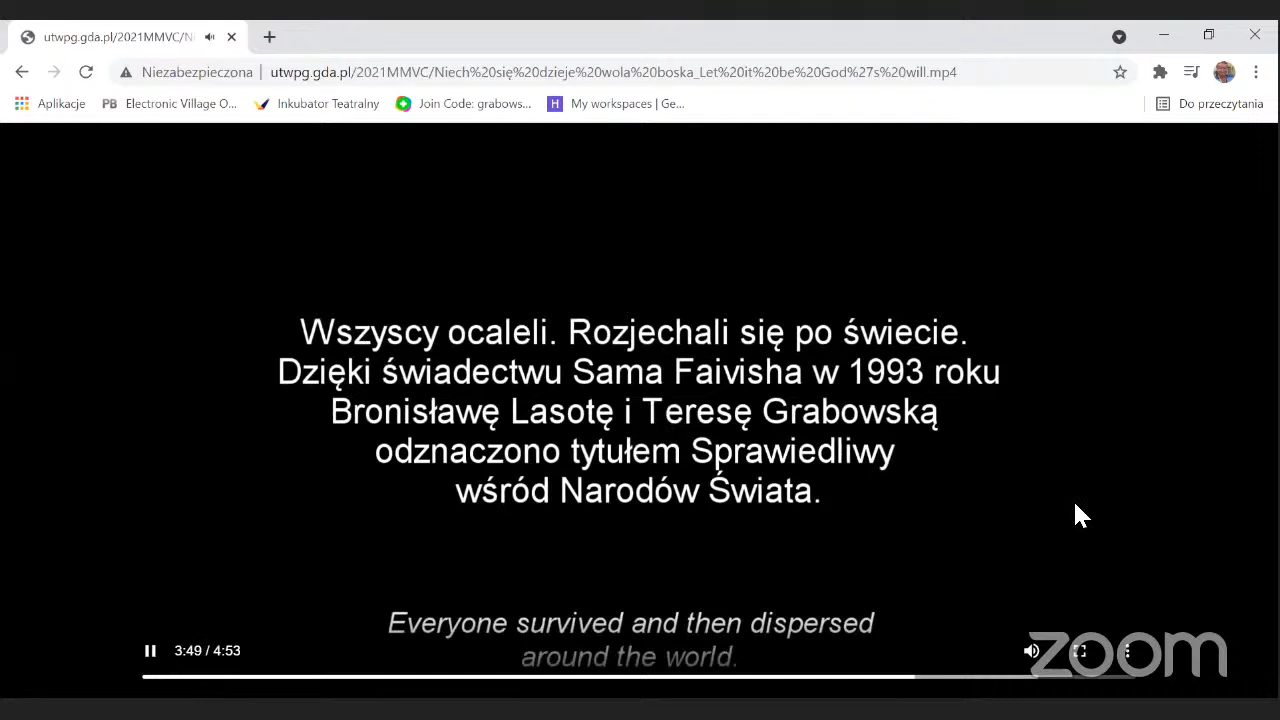 utwpg.gda.pl/2021MMVC/Ni
Niezabezpieczona
utwpg.gda.pl/2021MMVC/Niech%20się%20dzieje%20wola%20boska_Let%20it%20be%20God%27s%20will.mp4
Aplikacje
PB Electronic Village O...
Inkubator Teatralny
Join Gzde: grabows...
H My workspaces | Ge...
Do przeczytania
Wszyscy ocaleli. Rozjechali się po świecie.
Dzięki świadectwu Sama Faivisha w 1993 roku
Bronisławę Lasotę i Teresę Grabowską
odznaczono tytułem Sprawiedliwy
wśród Narodów Świata.
Everyone survived and then dispersed
around the world.
3:49 / 4:53
zoom